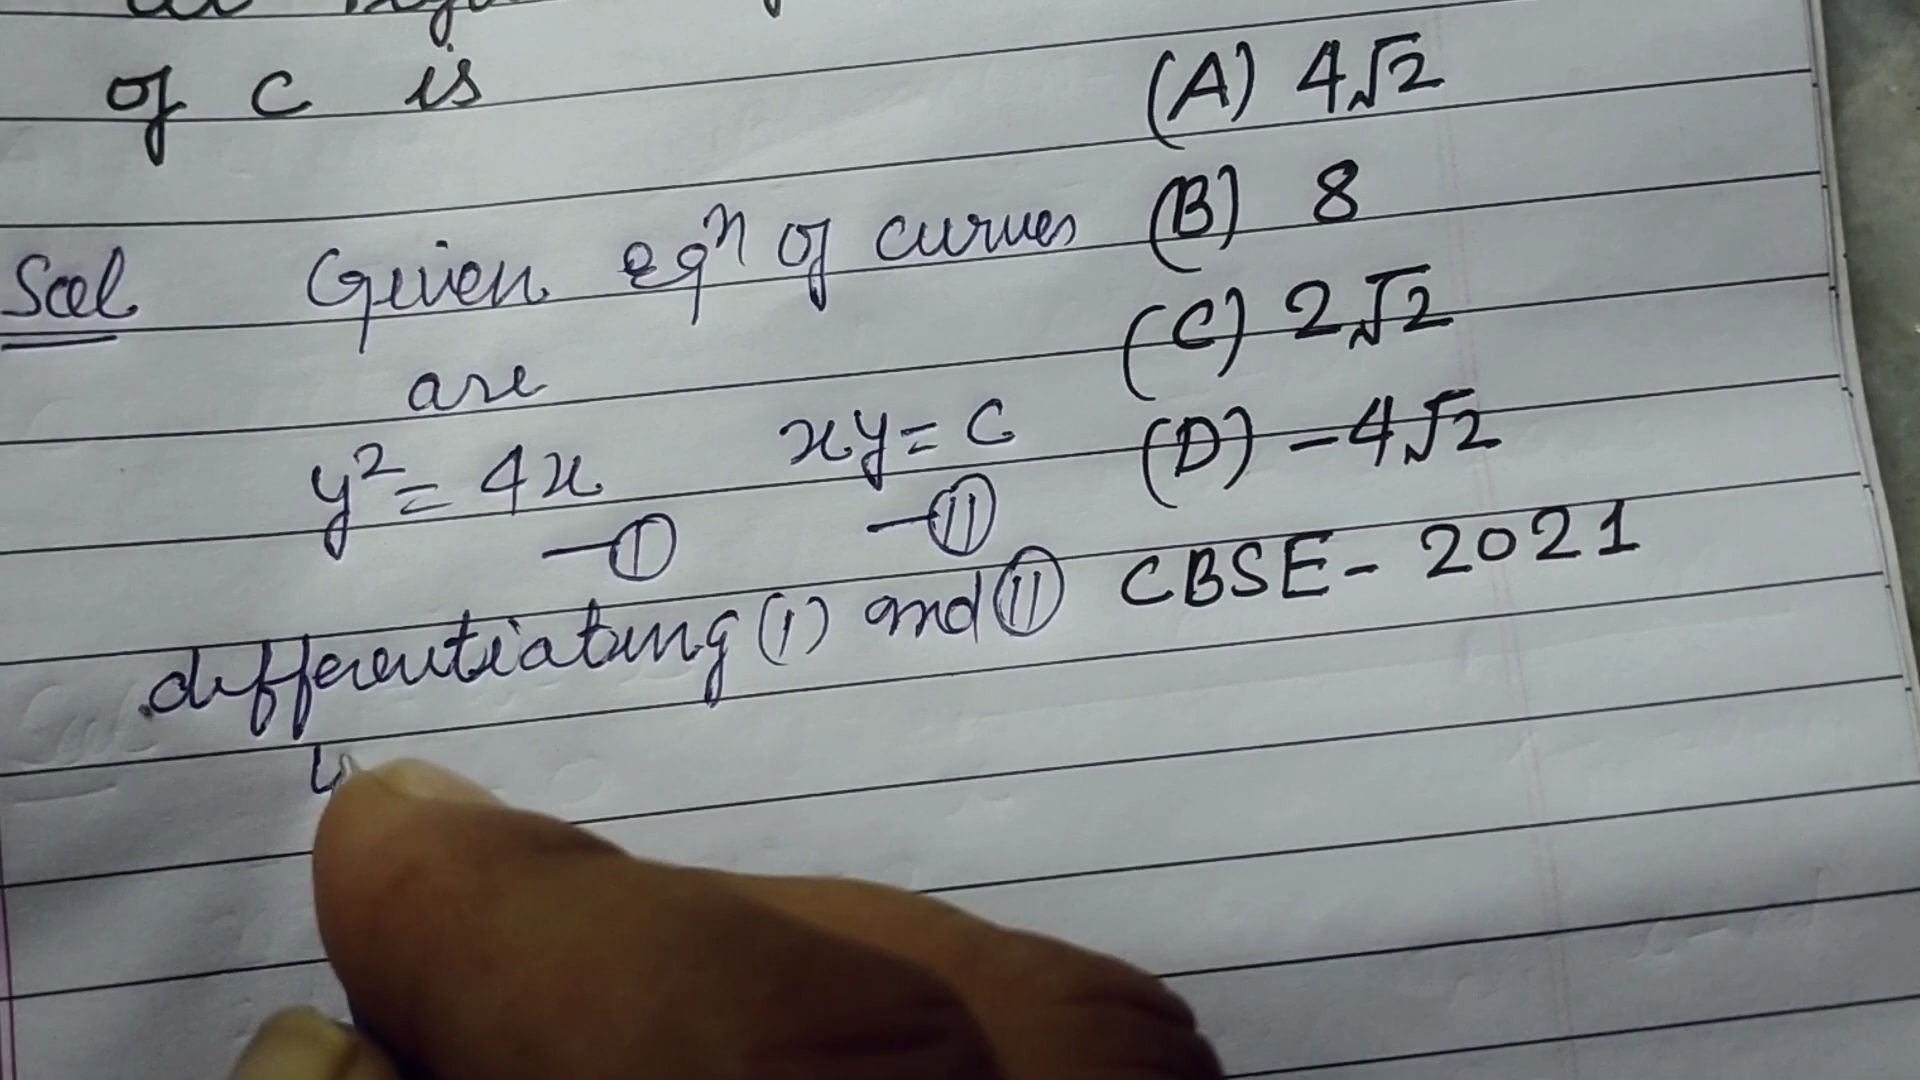 of c is
(A) 4√2
(B) 8
(C) 2√2
(D) -4√2
CBSE-2021
Sol Given eqⁿ of curves
are
y² = 4x xy = c
—Ⓘ —Ⓘⓘ
differentiating (1) and Ⓘⓘ